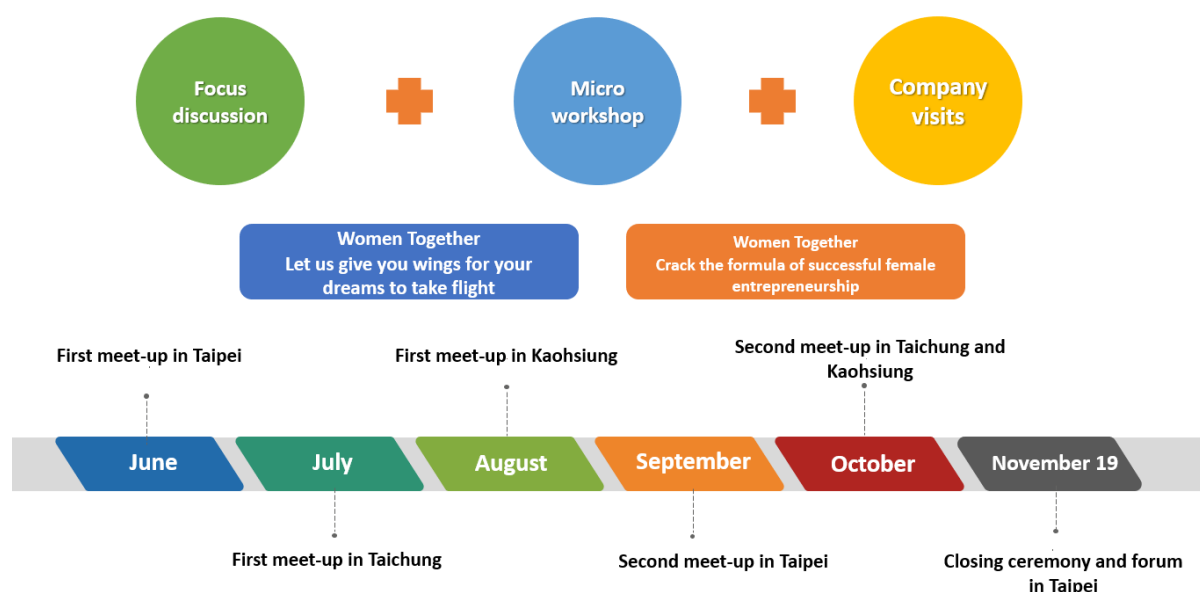 Focus
discussion
Micro
workshop
Company
visits
Women Together
Let us give you wings for your
dreams to take flight
Women Together
Crack the formula of successful female
entrepreneurship
First meet-up in Taipei
First meet-up in Kaohsiung
Second meet-up in Taichung and
Kaohsiung
June
July
August
September
October
November 19
First meet-up in Taichung
Second meet-up in Taipei
Closing ceremony and forum
in Taipei